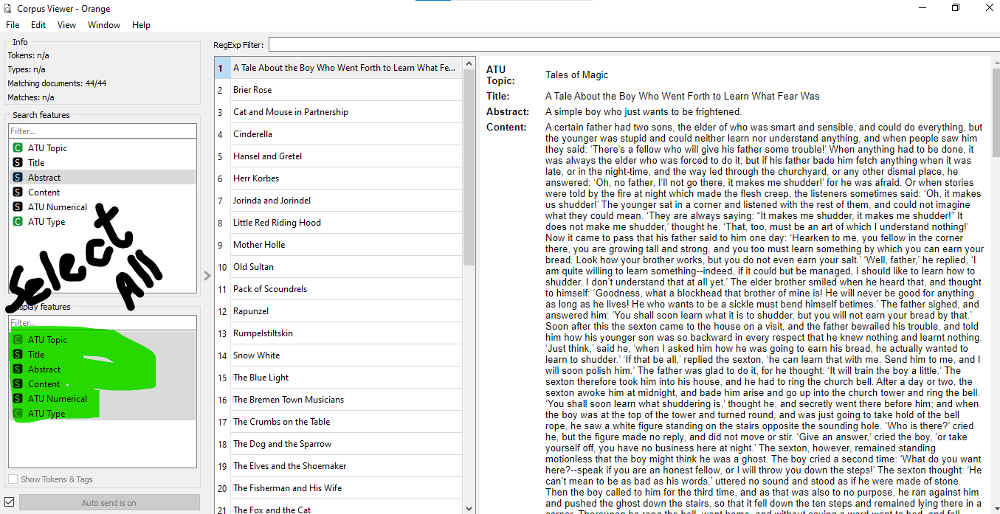 Corpus Viewer - Orange
File Edit View Window Help
Info
Tokens: n/a
Types: n/a
Matching documents: 44/44
Matches: n/a
Search features
Filter...
C ATU Topic
S Title
S Abstract
S Content
S ATU Numerical
C ATU Type
Select
All
Display features
Filter...
C ATU Topic
S Title
S Abstract
S Content
S ATU Numerical
C ATU Type
Show Tokens & Tags
Auto send is on
RegExp Filter:
1 A Tale About the Boy Who Went Forth to Learn What Fe...
2 Brier Rose
3 Cat and Mouse in Partnership
4 Cinderella
5 Hansel and Gretel
6 Herr Korbes
7 Jorinda and Jorindel
8 Little Red Riding Hood
9 Mother Holle
10 Old Sultan
11 Pack of Scoundrels
12 Rapunzel
13 Rumpelstiltskin
14 Snow White
15 The Blue Light
16 The Bremen Town Musicians
17 The Crumbs on the Table
18 The Dog and the Sparrow
19 The Elves and the Shoemaker
20 The Fisherman and His Wife
21 The Fox and the Cat
ATU
Topic: Tales of Magic
Title: A Tale About the Boy Who Went Forth to Learn What Fear Was
Abstract: A simple boy who just wants to be frightened.
Content: A certain father had two sons, the elder of who was smart and sensible, and could do everything, but
the younger was stupid and could neither learn nor understand anything, and when people saw him
they said: ‘There’s a fellow who will give his father some trouble!’ When anything had to be done, it
was always the elder who was forced to do it; but if his father bade him fetch anything when it was
late, or in the night-time, and the way led through the churchyard, or any other dismal place, he
answered: ‘Oh, no father, I’ll not go there, it makes me shudder!’ for he was afraid. Or when stories
were told by the fire at night which made the flesh creep, the listeners sometimes said: ‘Oh, it makes
us shudder!’ The younger sat in a corner and listened with the rest of them, and could not imagine
what they could mean. ‘They are always saying: “It makes me shudder, it makes me shudder!” It
does not make me shudder,’ thought he. ‘That, too, must be an art of which I understand nothing!’
Now it came to pass that his father said to him one day: ‘Hearken to me, you fellow in the corner
there, you are growing tall and strong, and you too must learn something by which you can earn your
bread. Look how your brother works, but you do not even earn your salt.’ ‘Well, father,’ he replied, ‘I
am quite willing to learn something--indeed, if it could but be managed, I should like to learn how to
shudder. I don’t understand that at all yet.’ The elder brother smiled when he heard that, and thought
to himself: ‘Goodness, what a blockhead that brother of mine is! He will never be good for anything
as long as he lives! He who wants to be a sickle must bend himself betimes.’ The father sighed, and
answered him: ‘You shall soon learn what it is to shudder, but you will not earn your bread by that.’
Soon after this the sexton came to the house on a visit, and the father bewailed his trouble, and told
him how his younger son was so backward in every respect that he knew nothing and learnt nothing.
‘Just think,’ said he, ‘when I asked him how he was going to earn his bread, he actually wanted to
learn to shudder.’ ‘If that be all,’ replied the sexton, ‘he can learn that with me. Send him to me, and I
will soon polish him.’ The father was glad to do it, for he thought: ‘It will train the boy a little.’ The
sexton therefore took him into his house, and he had to ring the church bell. After a day or two, the
sexton awoke him at midnight, and bade him arise and go up into the church tower and ring the bell.
‘You shall soon learn what shuddering is,’ thought he, and secretly went there before him; and when
the boy was at the top of the tower and turned round, and was just going to take hold of the bell
rope, he saw a white figure standing on the stairs opposite the sounding hole. ‘Who is there?’ cried
he, but the figure made no reply, and did not move or stir. ‘Give an answer,’ cried the boy, ‘or take
yourself off, you have no business here at night.’ The sexton, however, remained standing
motionless that the boy might think he was a ghost. The boy cried a second time: ‘What do you want
here?--speak if you are an honest fellow, or I will throw you down the steps!’ The sexton thought: ‘He
can’t mean to be as bad as his words,’ uttered no sound and stood as if he were made of stone.
Then the boy called to him for the third time, and as that was also to no purpose, he ran against him
and pushed the ghost down the stairs, so that it fell down the ten steps and remained lying there in a
corner. Thereupon he rang the bell, went home, and without saying a word went to bed, and fell